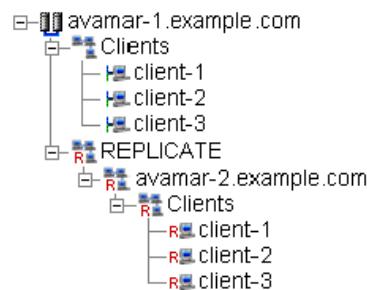 avamar-1.example.com
Clients
client-1
client-2
client-3
R REPLICATE
R avamar-2.example.com
R Clients
R client-1
R client-2
R client-3